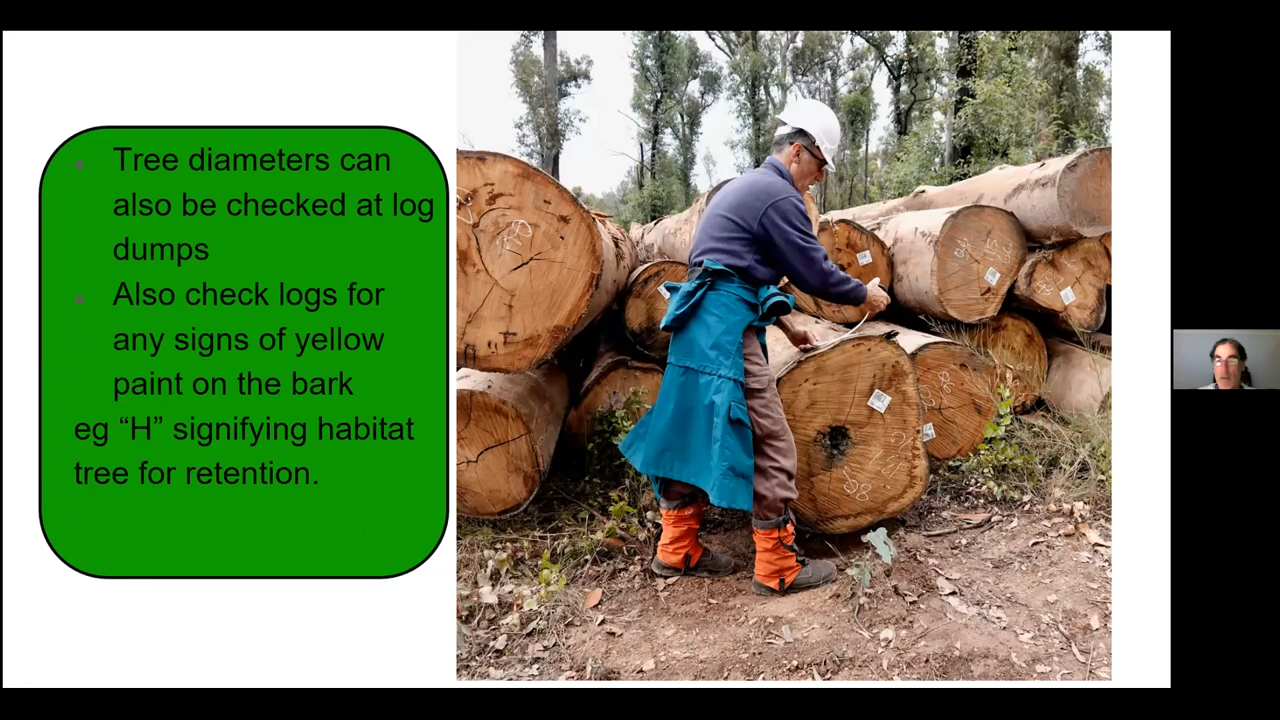 Tree diameters can
also be checked at log
dumps
Also check logs for
any signs of yellow
paint on the bark
eg “H” signifying habitat
tree for retention.